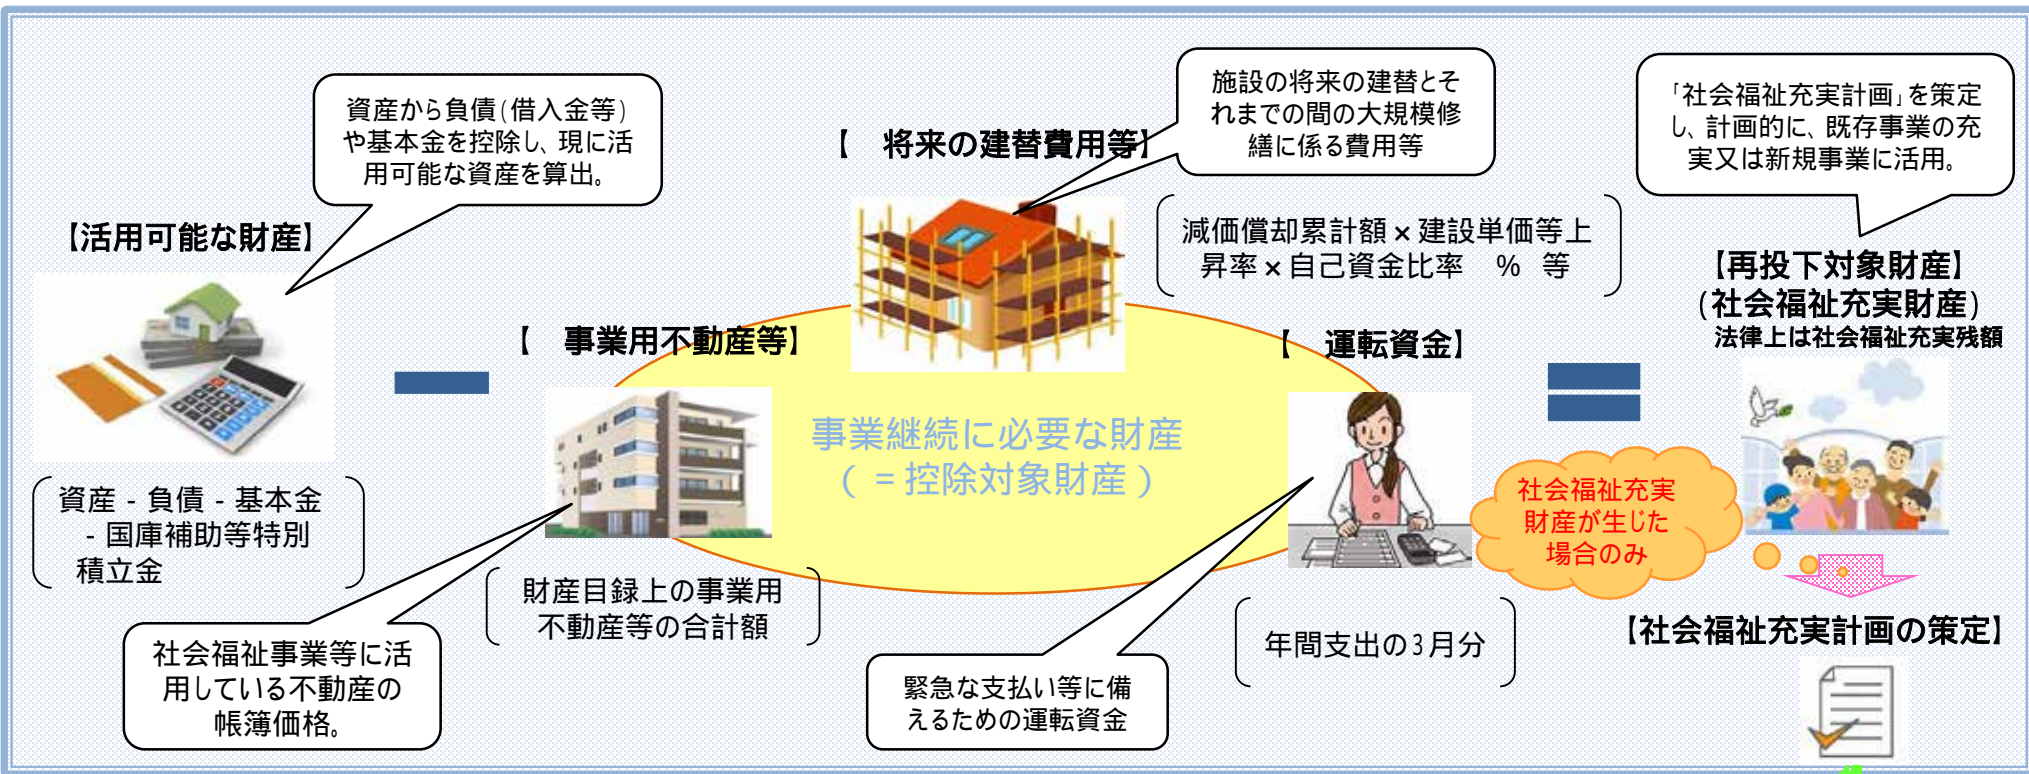 資産から負債(借入金等)
や基本金を控除し、現に活
用可能な資産を算出。
【活用可能な財産】
資産 - 負債 - 基本金
- 国庫補助等特別
積立金
社会福祉事業等に活
用している不動産の
帳簿価格。
【　事業用不動産等】
財産目録上の事業用
不動産等の合計額
【　将来の建替費用等】
施設の将来の建替とそ
れまでの間の大規模修
繕に係る費用等
減価償却累計額×建設単価等上
昇率×自己資金比率　%　等
事業継続に必要な財産
( = 控除対象財産 )
【　運転資金】
年間支出の3月分
緊急な支払い等に備
えるための運転資金
「社会福祉充実計画」を策定
し、計画的に、既存事業の充
実又は新規事業に活用。
【再投下対象財産】
(社会福祉充実財産)
法律上は社会福祉充実残額
社会福祉充実
財産が生じた
場合のみ
【社会福祉充実計画の策定】